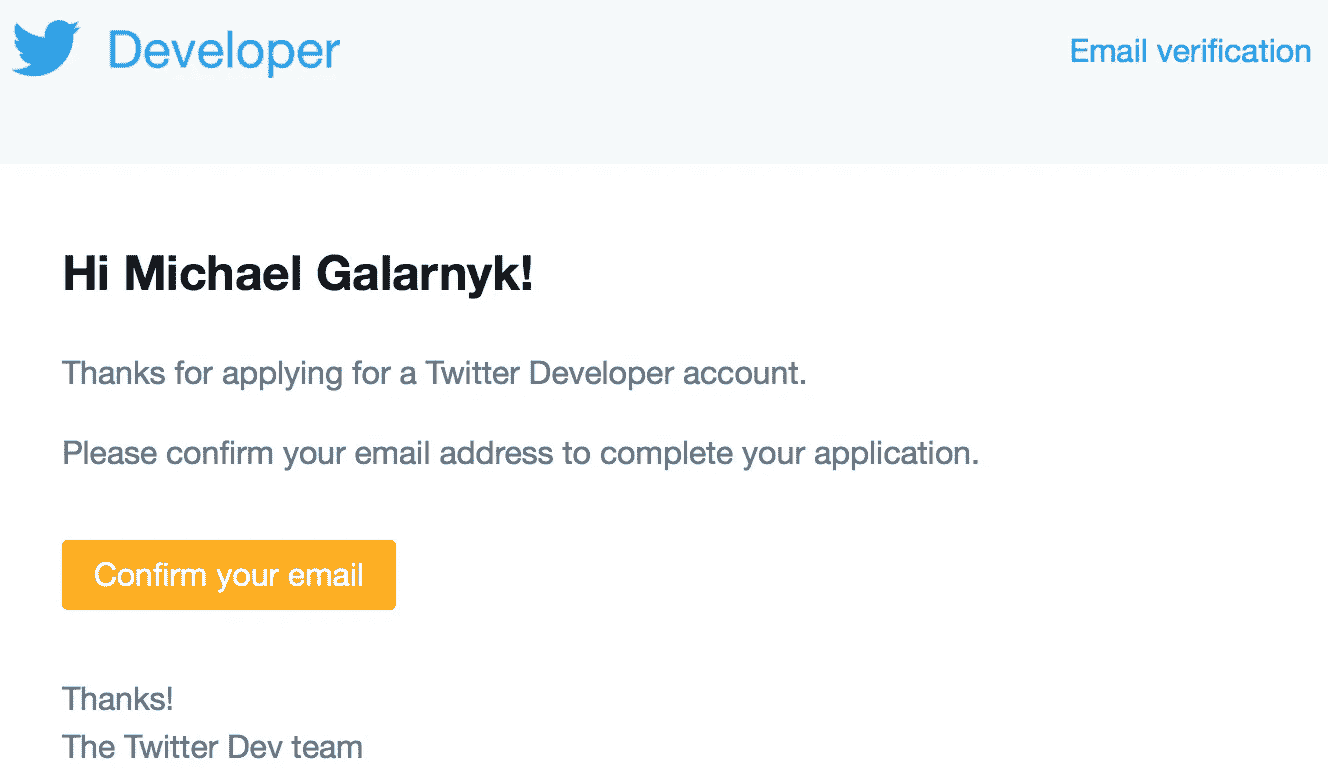 Developer
Email verification
Hi Michael Galarnyk!
Thanks for applying for a Twitter Developer account.
Please confirm your email address to complete your application.
Confirm your email
Thanks!
The Twitter Dev team